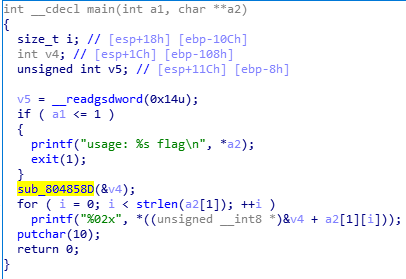 int __cdecl main(int a1, char **a2)
{
  size_t i; // [esp+18h] [ebp-10Ch]
  int v4; // [esp+1Ch] [ebp-108h]
  unsigned int v5; // [esp+11Ch] [ebp-8h]

  v5 = __readgsdword(0x14u);
  if ( a1 <= 1 )
  {
    printf("usage: %s flag\n", *a2);
    exit(1);
  }
  sub_804858D(&v4);
  for ( i = 0; i < strlen(a2[1]); ++i )
    printf("%02x", *((unsigned __int8 *)&v4 + a2[1][i]));
  putchar(10);
  return 0;
}